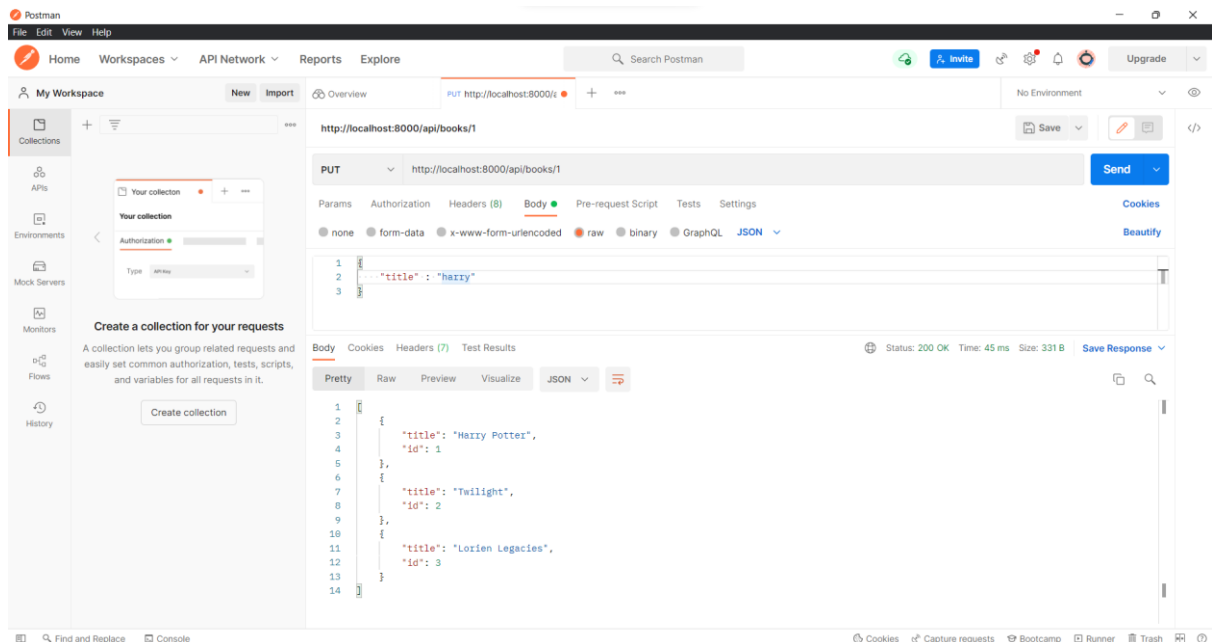 Postman
File Edit View Help
Home Workspaces API Network Reports Explore Search Postman Invite Upgrade
My Workspace New Import Overview PUT http://localhost:8000/a No Environment
Collections
APIs
Environments
Mock Servers
Monitors
Flows
History
Your collecton
Your collection
Authorization
Type API Key
Create a collection for your requests
A collection lets you group related requests and
easily set common authorization, tests, scripts,
and variables for all requests in it.
Create collection
http://localhost:8000/api/books/1 Save
PUT http://localhost:8000/api/books/1 Send
Params Authorization Headers (8) Body Pre-request Script Tests Settings Cookies
none form-data x-www-form-urlencoded raw binary GraphQL JSON Beautify
1 {
2 "title" : "harry"
3 }
Body Cookies Headers (7) Test Results Status: 200 OK Time: 45 ms Size: 331 B Save Response
Pretty Raw Preview Visualize JSON
1 [
2 {
3 "title": "Harry Potter",
4 "id": 1
5 },
6 {
7 "title": "Twilight",
8 "id": 2
9 },
10 {
11 "title": "Lorien Legacies",
12 "id": 3
13 }
14 ]
Find and Replace Console Cookies Capture requests Bootcamp Runner Trash